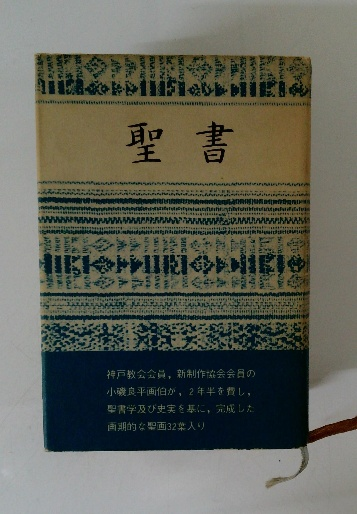 聖書
神戸教会会員，新制作協会会員の
小磯良平画伯が，2年半を費し，
聖書学及び史実を基に，完成した
画期的な聖画32葉入り